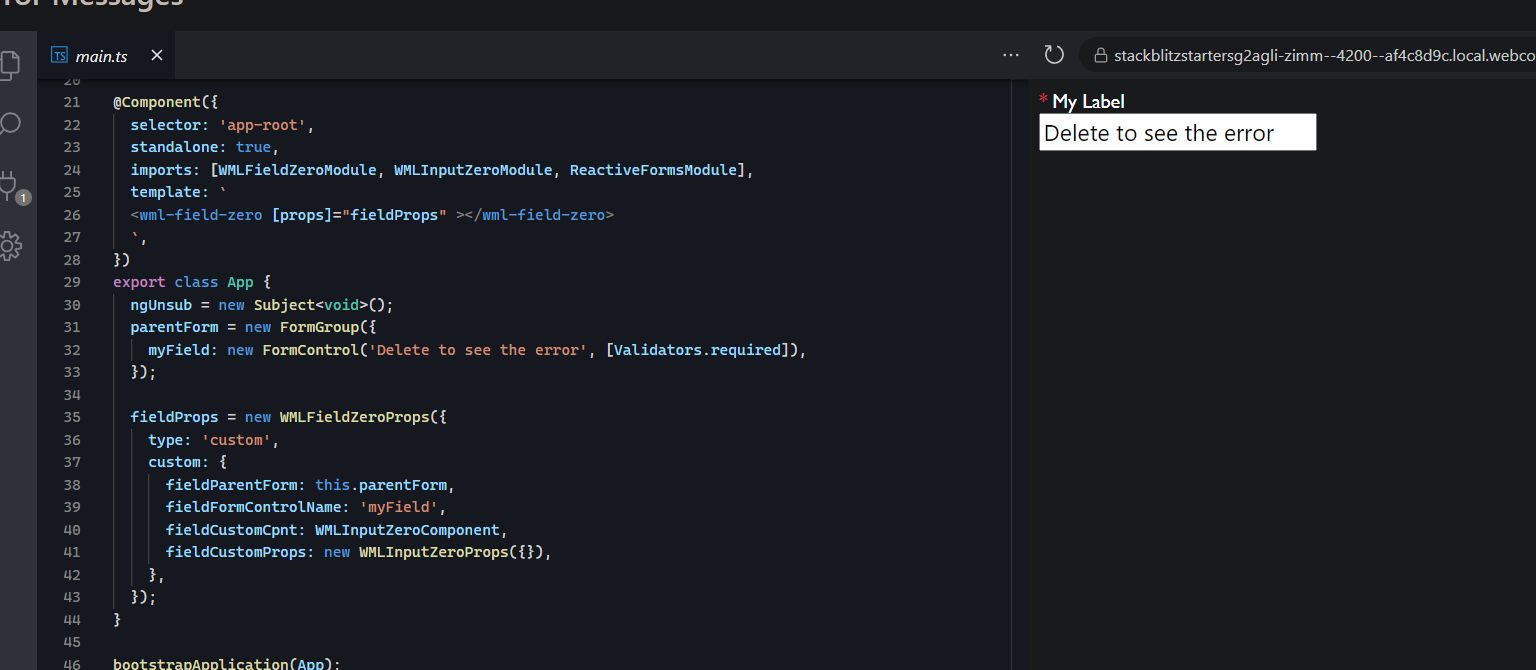 for Messages
TS main.ts ×
stackblitzstartersg2agli-zimm--4200--af4c8d9c.local.webco
20
21 @Component({
22 selector: 'app-root',
23 standalone: true,
24 imports: [WMLFieldZeroModule, WMLInputZeroModule, ReactiveFormsModule],
25 template: `
26 <wml-field-zero [props]="fieldProps" ></wml-field-zero>
27 `,
28 })
29 export class App {
30 ngUnsub = new Subject<void>();
31 parentForm = new FormGroup({
32 myField: new FormControl('Delete to see the error', [Validators.required]),
33 });
34
35 fieldProps = new WMLFieldZeroProps({
36 type: 'custom',
37 custom: {
38 fieldParentForm: this.parentForm,
39 fieldFormControlName: 'myField',
40 fieldCustomCpnt: WMLInputZeroComponent,
41 fieldCustomProps: new WMLInputZeroProps({}),
42 },
43 });
44 }
45
46 bootstrapApplication(App);
1
* My Label
Delete to see the error